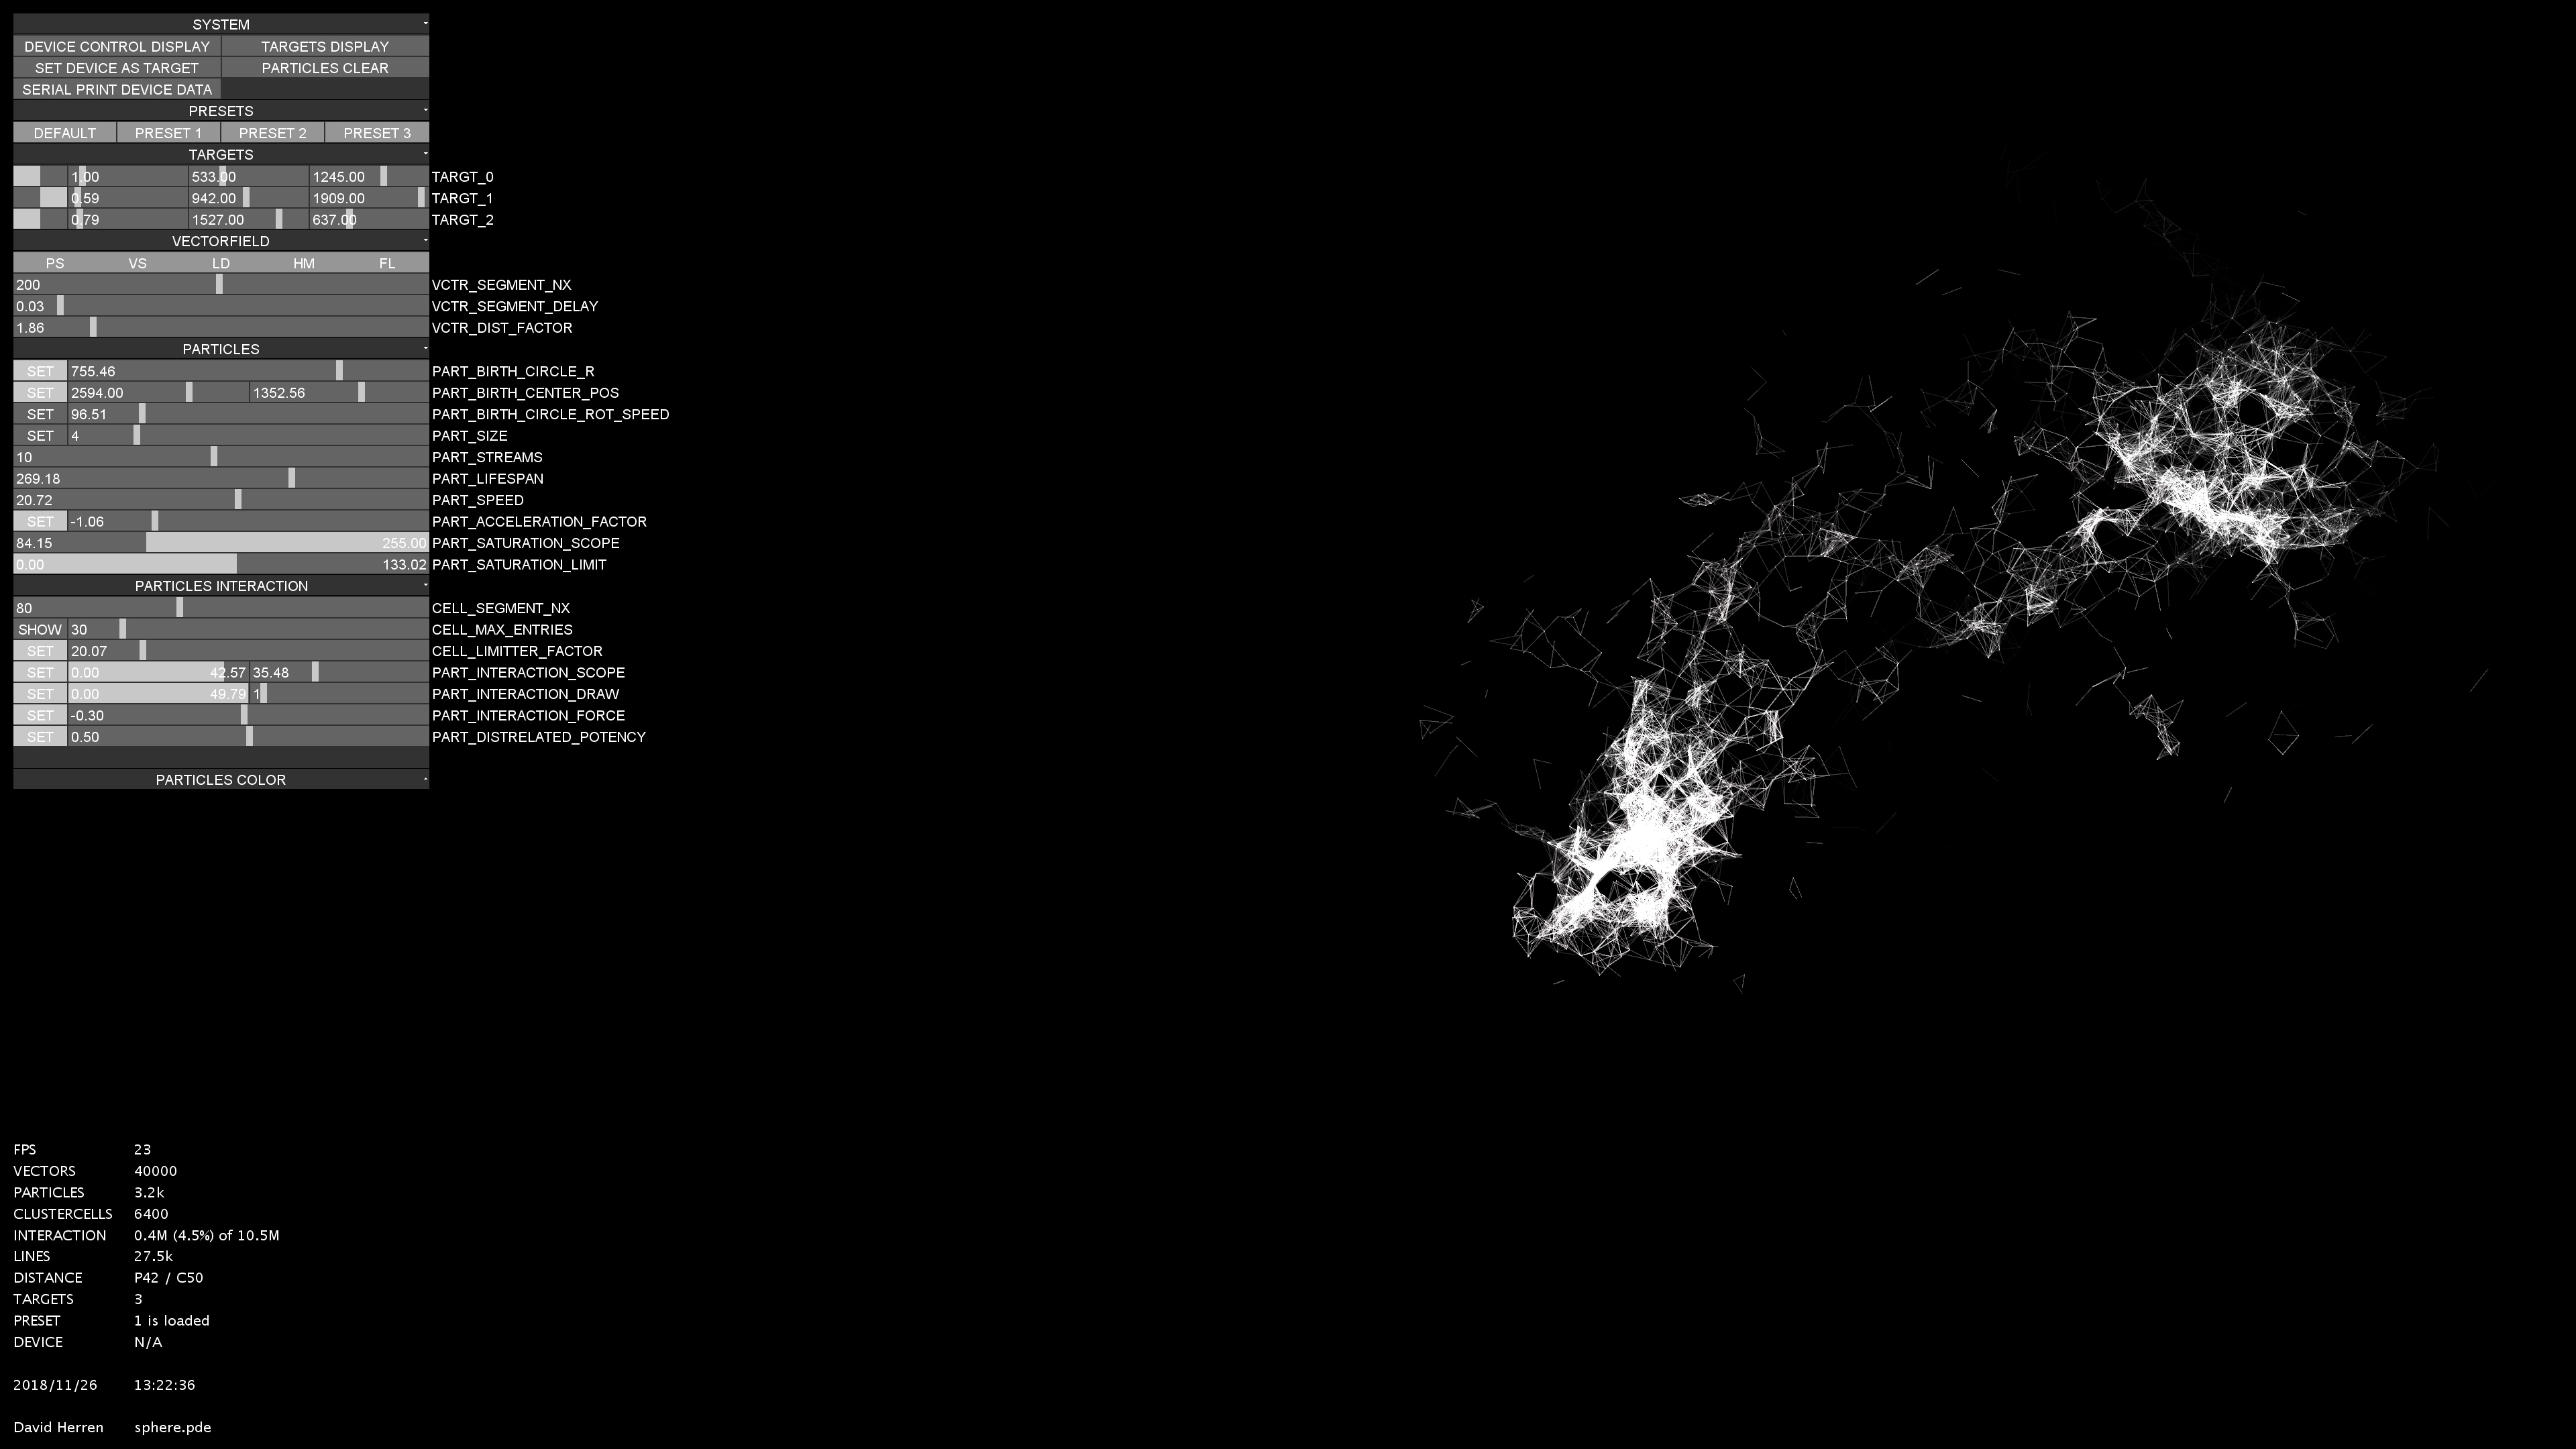 SYSTEM
DEVICE CONTROL DISPLAY TARGETS DISPLAY
SET DEVICE AS TARGET PARTICLES CLEAR
SERIAL PRINT DEVICE DATA
PRESETS
DEFAULT PRESET 1 PRESET 2 PRESET 3
TARGETS
1.00 533.00 1245.00 TARGT_0
0.59 942.00 1909.00 TARGT_1
0.79 1527.00 637.00 TARGT_2
VECTORFIELD
PS VS LD HM FL
200 VCTR_SEGMENT_NX
0.03 VCTR_SEGMENT_DELAY
1.86 VCTR_DIST_FACTOR
PARTICLES
SET 755.46 PART_BIRTH_CIRCLE_R
SET 2594.00 1352.56 PART_BIRTH_CENTER_POS
SET 96.51 PART_BIRTH_CIRCLE_ROT_SPEED
SET 4 PART_SIZE
10 PART_STREAMS
269.18 PART_LIFESPAN
20.72 PART_SPEED
SET -1.06 PART_ACCELERATION_FACTOR
84.15 255.00 PART_SATURATION_SCOPE
0.00 133.02 PART_SATURATION_LIMIT
PARTICLES INTERACTION
80 CELL_SEGMENT_NX
SHOW 30 CELL_MAX_ENTRIES
SET 20.07 CELL_LIMITTER_FACTOR
SET 0.00 42.57 35.48 PART_INTERACTION_SCOPE
SET 0.00 49.79 1 PART_INTERACTION_DRAW
SET -0.30 PART_INTERACTION_FORCE
SET 0.50 PART_DISTRELATED_POTENCY
PARTICLES COLOR
FPS 23
VECTORS 40000
PARTICLES 3.2k
CLUSTERCELLS 6400
INTERACTION 0.4M (4.5%) of 10.5M
LINES 27.5k
DISTANCE P42 / C50
TARGETS 3
PRESET 1 is loaded
DEVICE N/A
2018/11/26 13:22:36
David Herren sphere.pde